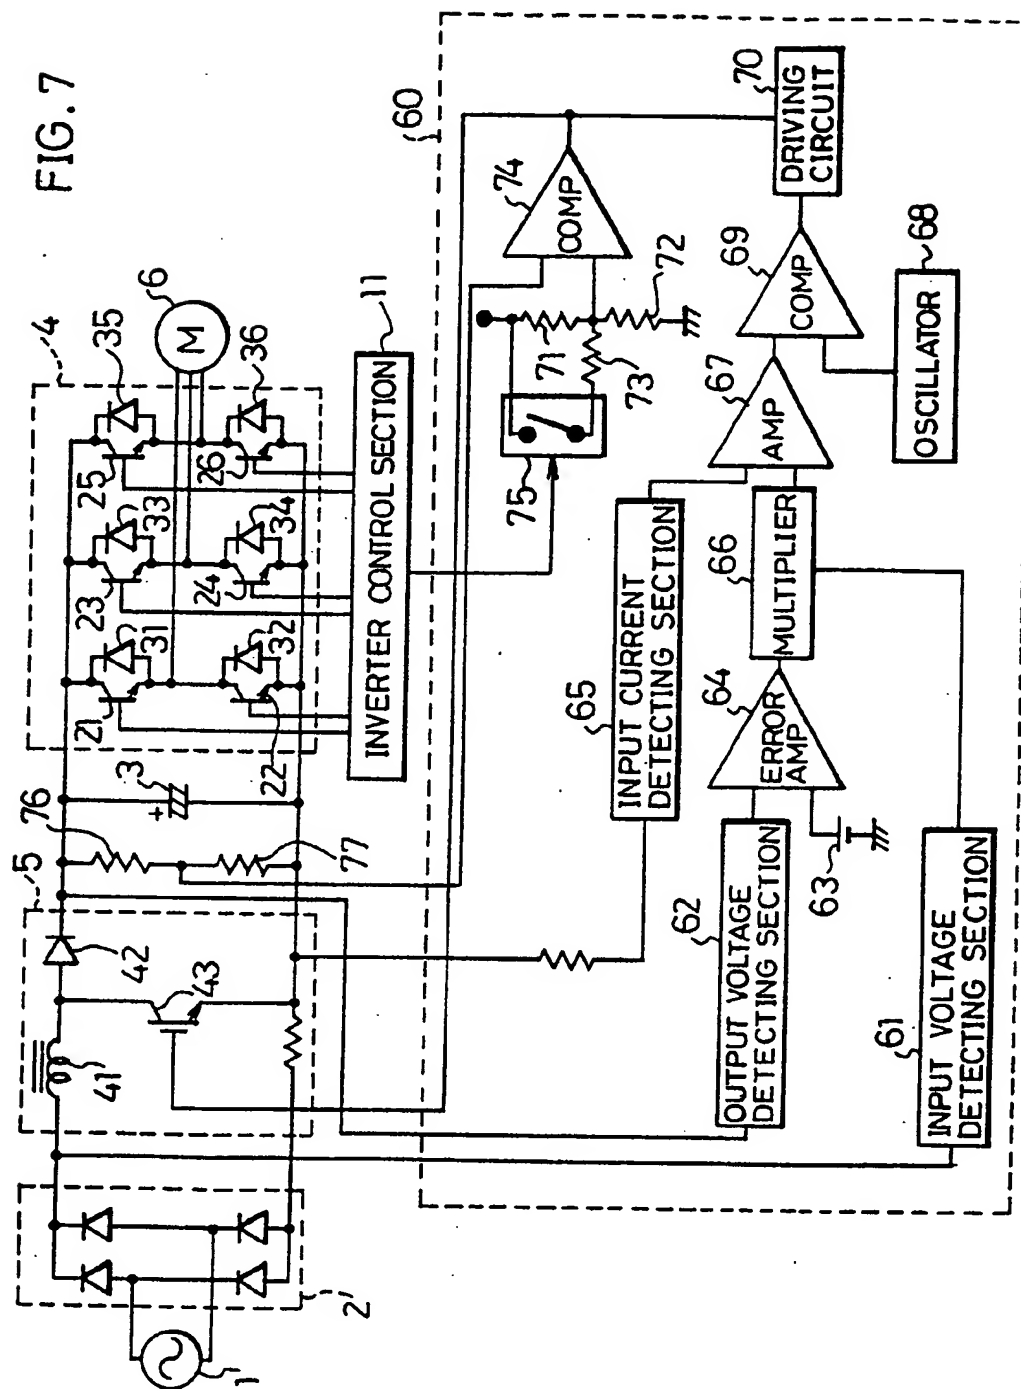 FIG. 7
1
2'
5
41
42
43
76
77
3
+
4
21
22
23
24
25
26
31
32
33
34
35
36
6
M
11
INVERTER CONTROL SECTION
60
74
COMP
71
72
73
75
70
DRIVING
CIRCUIT
69
COMP
68
OSCILLATOR
67
AMP
66
MULTIPLIER
65
INPUT CURRENT
DETECTING SECTION
64
ERROR
AMP
63
62
OUTPUT VOLTAGE
DETECTING SECTION
61
INPUT VOLTAGE
DETECTING SECTION